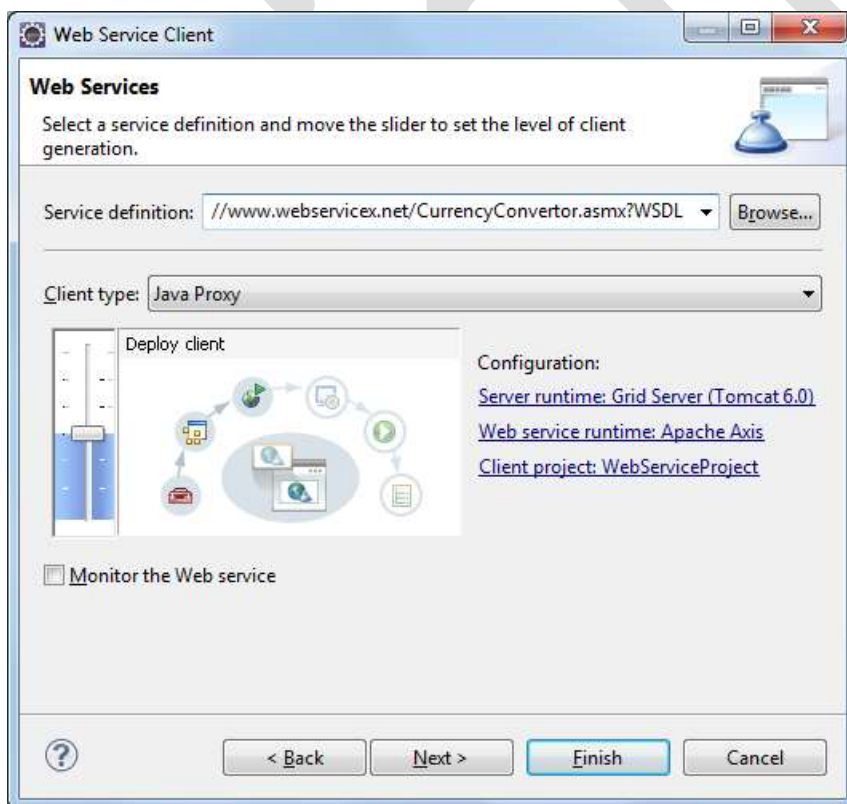 Web Service Client
Web Services
Select a service definition and move the slider to set the level of client
generation.
Service definition: //www.webservicex.net/CurrencyConvertor.asmx?WSDL Browse...
Client type: Java Proxy
Deploy client
Configuration:
Server runtime: Grid Server (Tomcat 6.0)
Web service runtime: Apache Axis
Client project: WebServiceProject
Monitor the Web service
< Back Next > Finish Cancel